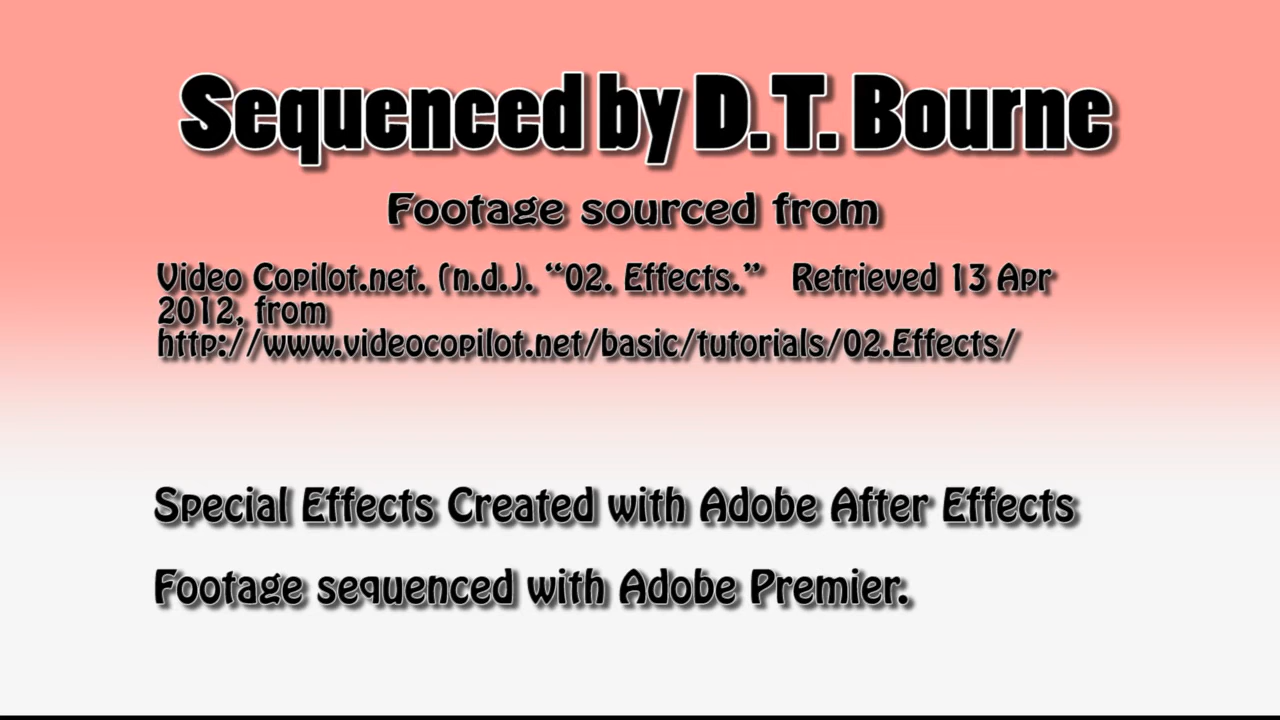 Sequenced by D.T. Bourne
Footage sourced from
Video Copilot.net. (n.d.). “02. Effects.” Retrieved 13 Apr
2012, from
http://www.videocopilot.net/basic/tutorials/02.Effects/
Special Effects Created with Adobe After Effects
Footage sequenced with Adobe Premier.